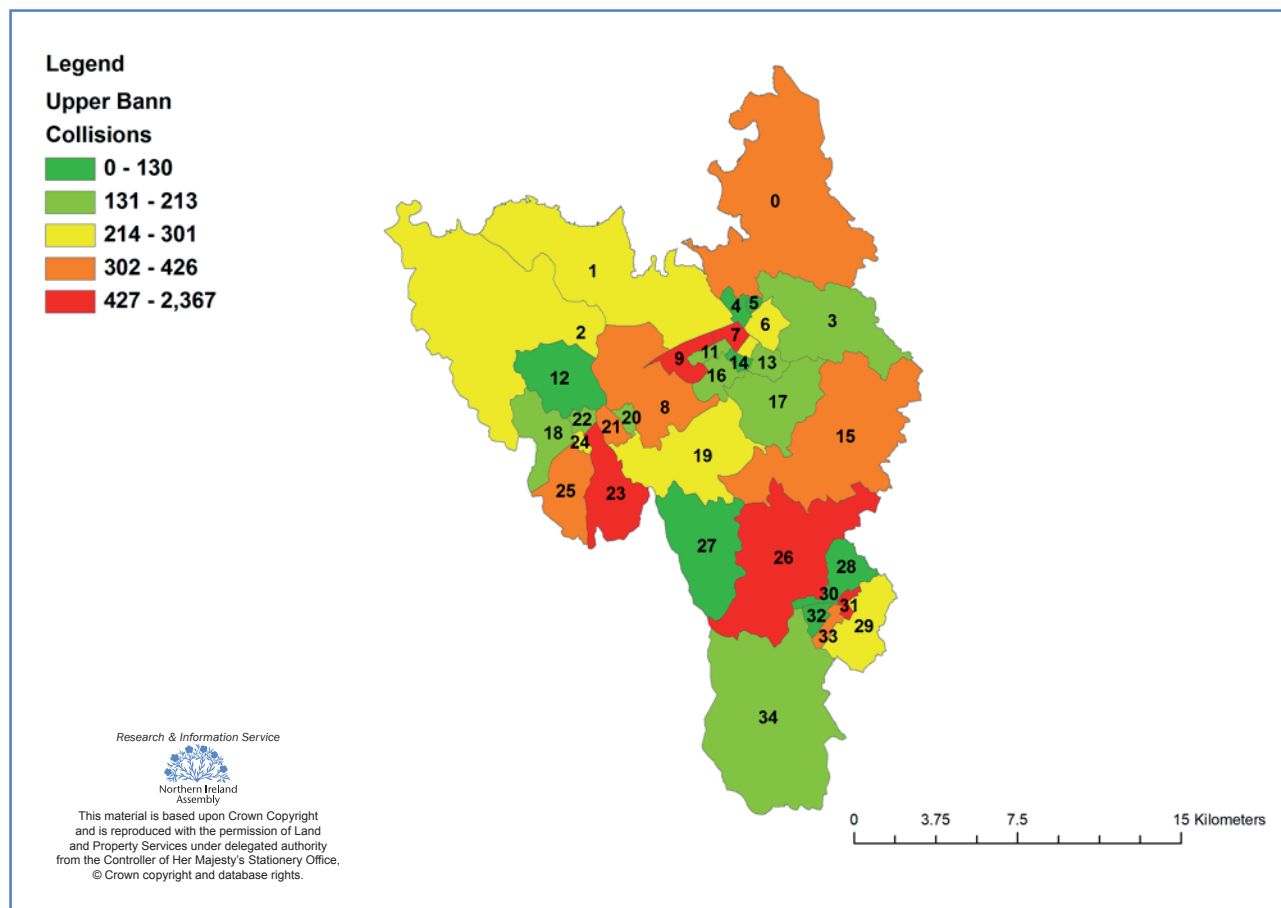 Legend
Upper Bann
Collisions
0 - 130
131 - 213
214 - 301
302 - 426
427 - 2,367
0
1
2
3
4
5
6
7
8
9
11
12
13
14
15
16
17
18
19
20
21
22
23
24
25
26
27
28
29
30
31
32
33
34
Research & Information Service
Northern Ireland
Assembly
This material is based upon Crown Copyright
and is reproduced with the permission of Land
and Property Services under delegated authority
from the Controller of Her Majesty's Stationery Office,
© Crown copyright and database rights.
0 3.75 7.5 15 Kilometers